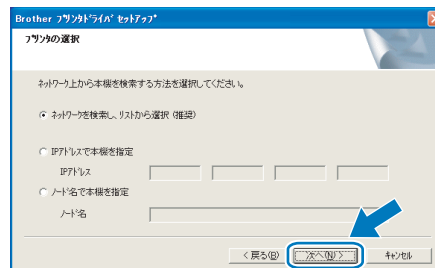 Brother プリンタドライバ セットアップ
プリンタの選択
ネットワーク上から本機を検索する方法を選択してください。
ネットワークを検索し、リストから選択 (推奨)
IPアドレスで本機を指定
IPアドレス
ノード名で本機を指定
ノード名
< 戻る(B) 次へ(N) > キャンセル